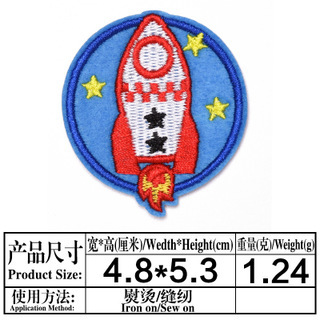 产品尺寸
Product Size:
宽*高(厘米)/Wedth*Height(cm)
重量(克)/Weight(g)
4.8*5.3
1.24
使用方法:
Application Method:
熨烫/缝纫
Iron on/Sew on